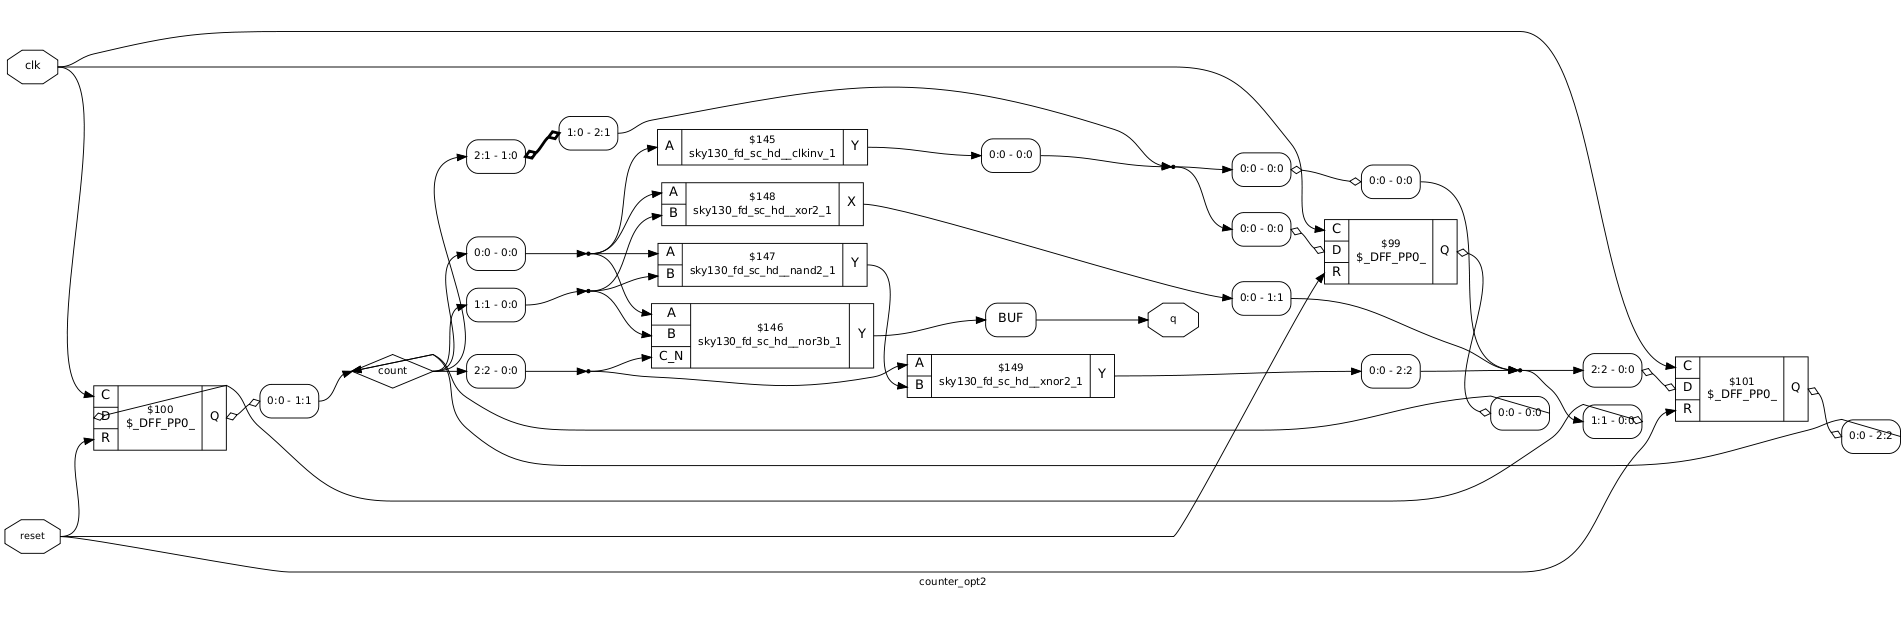 clk
1:0 - 2:1
2:1 - 1:0
A
$145
sky130_fd_sc_hd__clkinv_1
Y
0:0 - 0:0
0:0 - 0:0
0:0 - 0:0
A
B
$148
sky130_fd_sc_hd__xor2_1
X
0:0 - 0:0
C
D
R
$99
$_DFF_PP0_
Q
0:0 - 0:0
A
B
$147
sky130_fd_sc_hd__nand2_1
Y
1:1 - 0:0
0:0 - 1:1
A
B
C_N
$146
sky130_fd_sc_hd__nor3b_1
Y
BUF
q
count
2:2 - 0:0
A
B
$149
sky130_fd_sc_hd__xnor2_1
Y
0:0 - 2:2
2:2 - 0:0
C
D
R
$101
$_DFF_PP0_
Q
C
D
R
$100
$_DFF_PP0_
Q
0:0 - 1:1
0:0 - 0:0
1:1 - 0:0
0:0 - 2:2
reset
counter_opt2